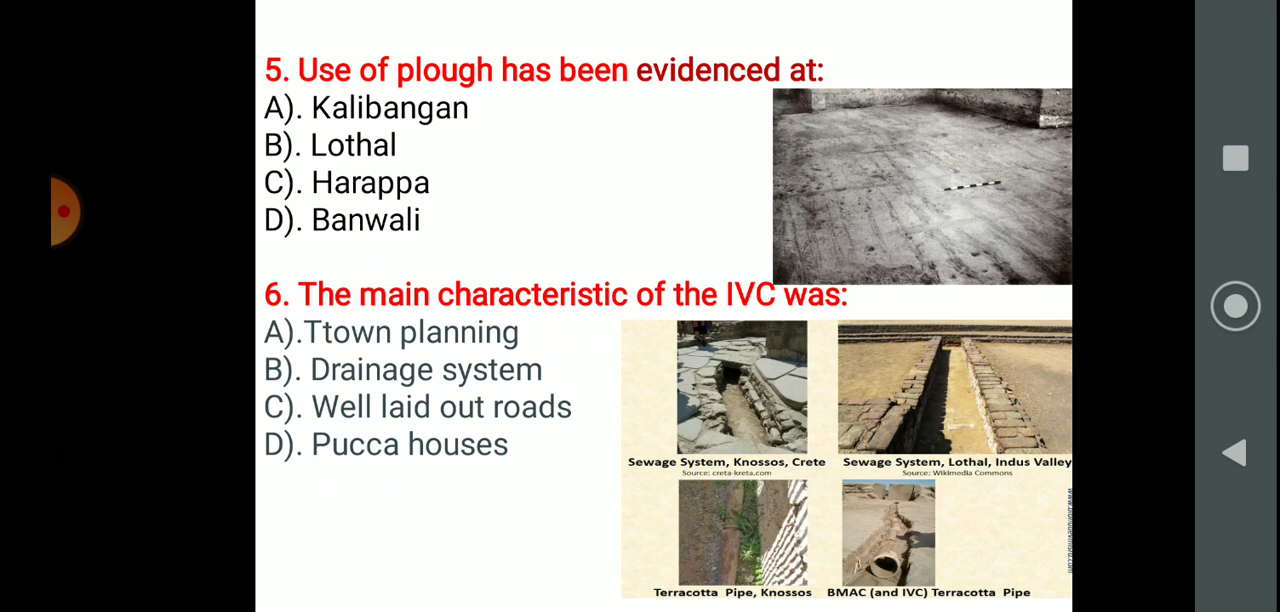 5. Use of plough has been evidenced at:
A). Kalibangan
B). Lothal
C). Harappa
D). Banwali
6. The main characteristic of the IVC was:
A).Ttown planning
B). Drainage system
C). Well laid out roads
D). Pucca houses
Sewage System, Knossos, Crete
Source: creta-kreta.com
Sewage System, Lothal, Indus Valley
Source: Wikimedia Commons
Terracotta Pipe, Knossos
BMAC (and IVC) Terracotta Pipe